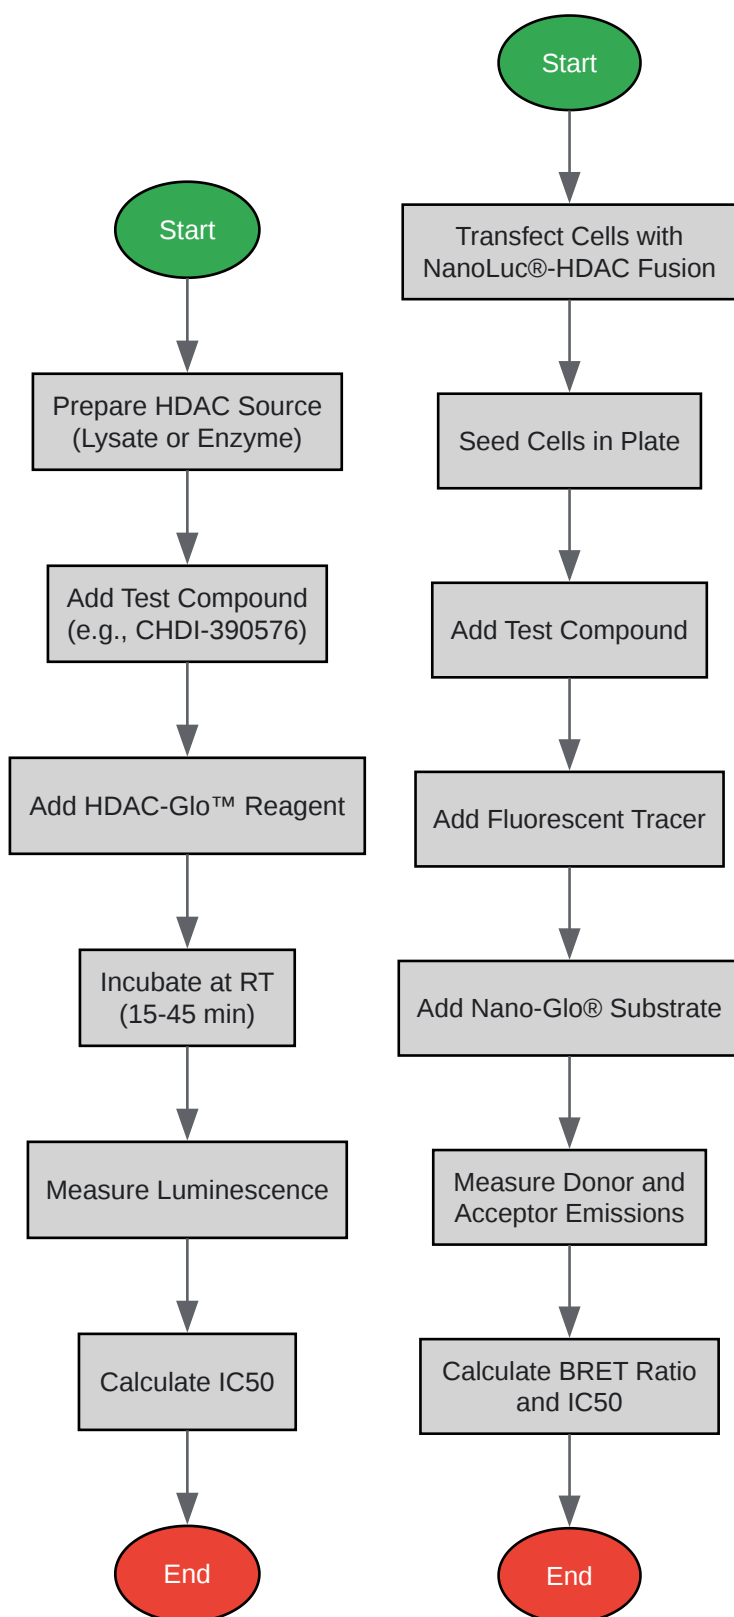 Start
Prepare HDAC Source
(Lysate or Enzyme)
Add Test Compound
(e.g., CHDI-390576)
Add HDAC-Glo™ Reagent
Incubate at RT
(15-45 min)
Measure Luminescence
Calculate IC50
End
Start
Transfect Cells with
NanoLuc®-HDAC Fusion
Seed Cells in Plate
Add Test Compound
Add Fluorescent Tracer
Add Nano-Glo® Substrate
Measure Donor and
Acceptor Emissions
Calculate BRET Ratio
and IC50
End